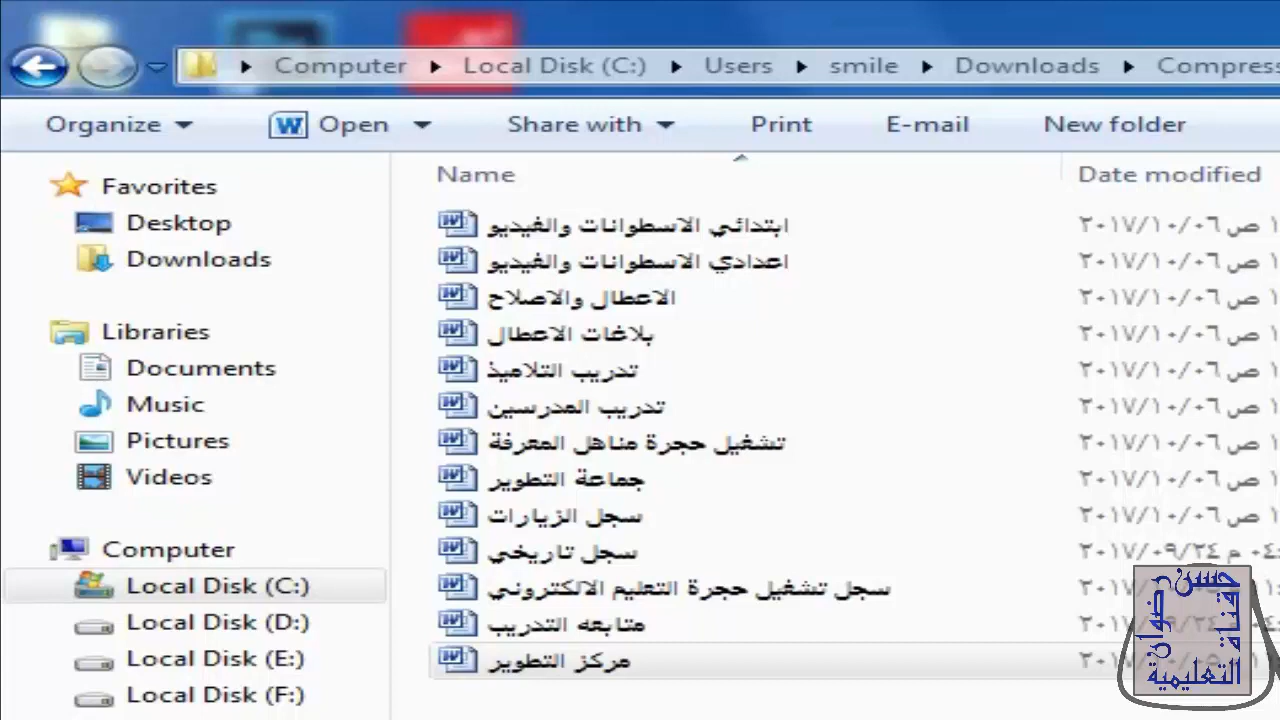 Computer Local Disk (C:) Users smile Downloads Compress
Organize Open Share with Print E-mail New folder
Name Date modified
Favorites
Desktop
Downloads
Libraries
Documents
Music
Pictures
Videos
Computer
Local Disk (C:)
Local Disk (D:)
Local Disk (E:)
Local Disk (F:)
ابتدائي الاسطوانات والفيديو ٢٠١٧/١٠/٠٦ ص
اعدادي الاسطوانات والفيديو ٢٠١٧/١٠/٠٦ ص
الاعطال والاصلاح ٢٠١٧/١٠/٠٦ ص
بلاغات الاعطال ٢٠١٧/١٠/٠٦ ص
تدريب التلاميذ ٢٠١٧/١٠/٠٦ ص
تدريب المدرسين ٢٠١٧/١٠/٠٦ ص
تشغيل حجرة مناهل المعرفة ٢٠١٧/١٠/٠٦ ص
جماعة التطوير ٢٠١٧/١٠/٠٦ ص
سجل الزيارات ٢٠١٧/١٠/٠٦ ص
سجل تاريخي ٢٠١٧/٠٩/٢٤ م
سجل تشغيل حجرة التعليم الالكتروني
متابعه التدريب
مركز التطوير
حسن رضوان
قناة
التعليمية